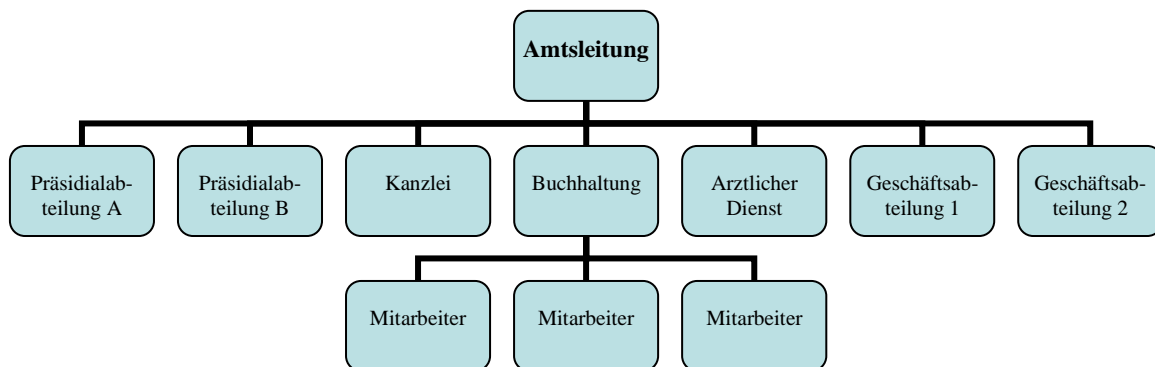 Amtsleitung
Präsidialab-
teilung A
Präsidialab-
teilung B
Kanzlei
Buchhaltung
Arztlicher
Dienst
Geschäftsab-
teilung 1
Geschäftsab-
teilung 2
Mitarbeiter
Mitarbeiter
Mitarbeiter